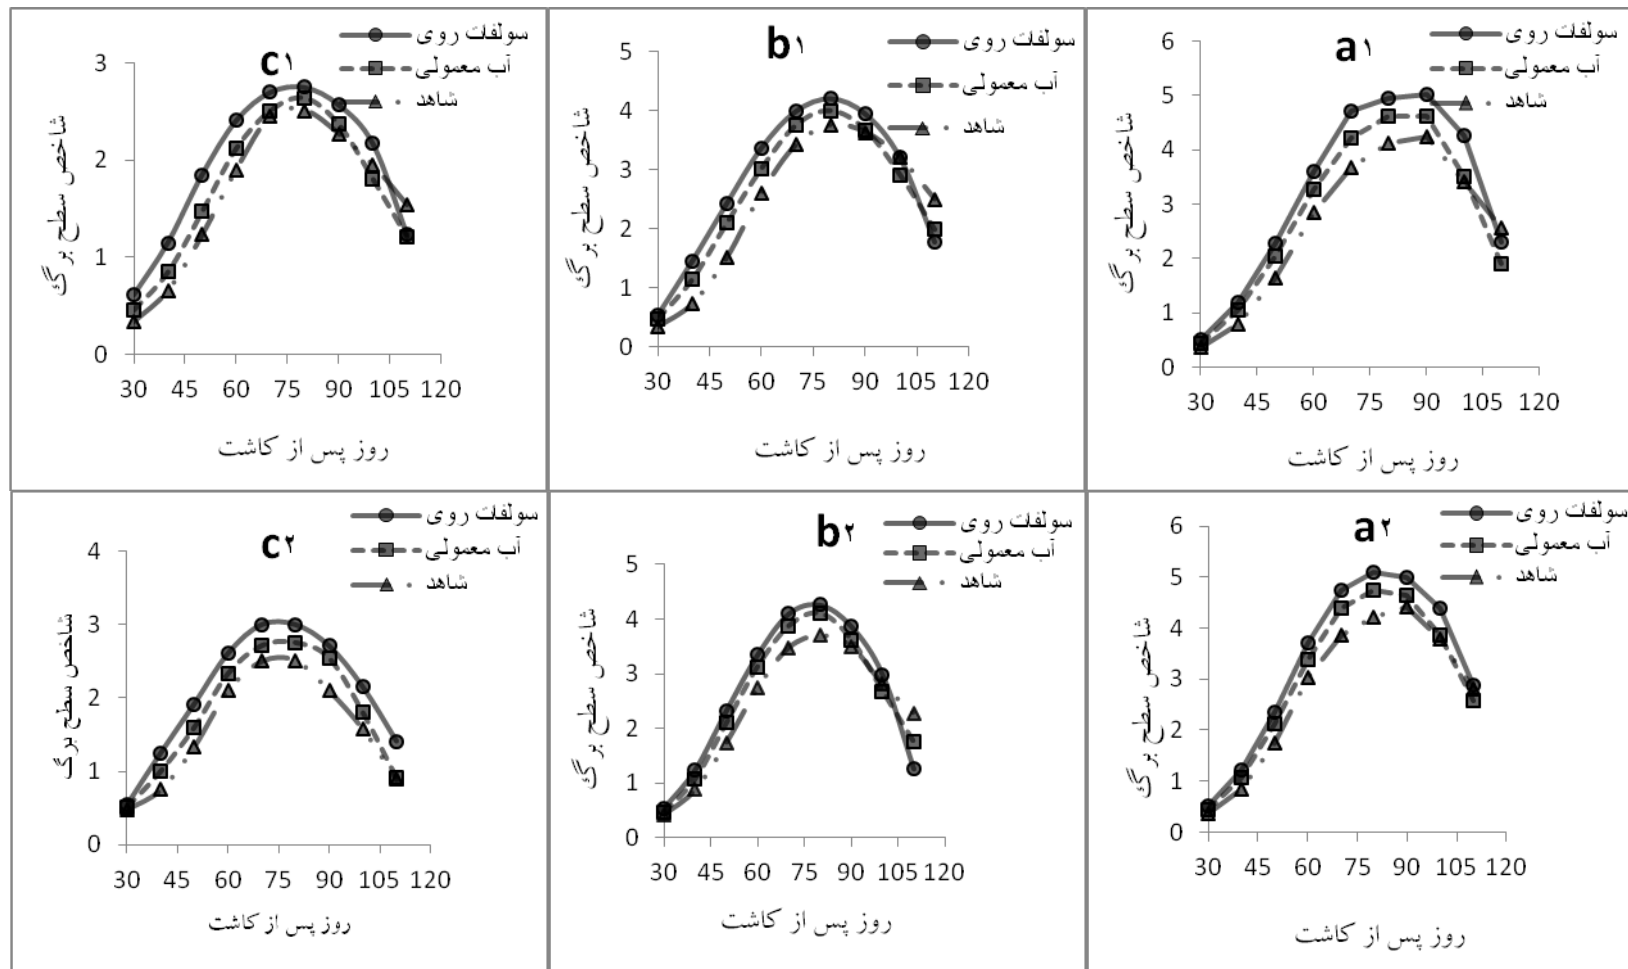 c۱
سولفات روی
آب معمولی
شاهد
شاخص سطح برگ
3
2
1
0
30 45 60 75 90 105 120
روز پس از کاشت
b۱
سولفات روی
آب معمولی
شاهد
شاخص سطح برگ
5
4
3
2
1
0
30 45 60 75 90 105 120
روز پس از کاشت
a۱
سولفات روی
آب معمولی
شاهد
شاخص سطح برگ
6
5
4
3
2
1
0
30 45 60 75 90 105 120
روز پس از کاشت
c۲
سولفات روی
آب معمولی
شاهد
شاخص سطح برگ
4
3
2
1
0
30 45 60 75 90 105 120
روز پس از کاشت
b۲
سولفات روی
آب معمولی
شاهد
شاخص سطح برگ
5
4
3
2
1
0
30 45 60 75 90 105 120
روز پس از کاشت
a۲
سولفات روی
آب معمولی
شاهد
شاخص سطح برگ
6
5
4
3
2
1
0
30 45 60 75 90 105 120
روز پس از کاشت